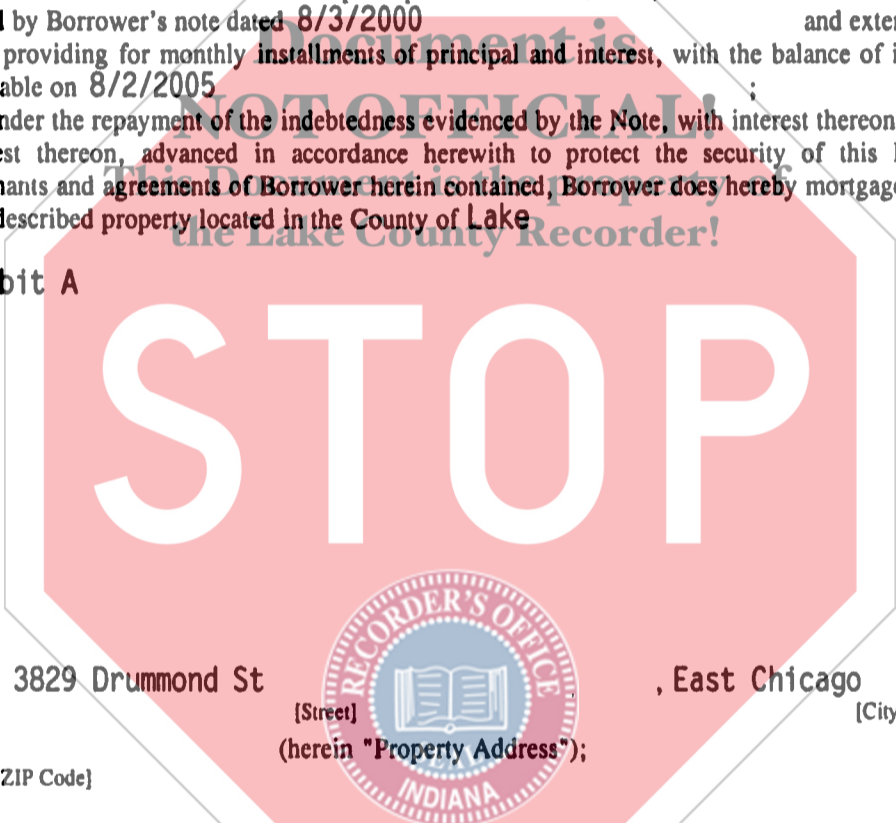 by Borrower's note dated 8/3/2000 and exten
providing for monthly installments of principal and interest, with the balance of
able on 8/2/2005 ;
nder the repayment of the indebtedness evidenced by the Note, with interest thereon
est thereon, advanced in accordance herewith to protect the security of this
nants and agreements of Borrower herein contained, Borrower does hereby mortgage
described property located in the County of Lake
Document is
NOT OFFICIAL!
This Document is the property of
the Lake County Recorder!
bit A
STOP
RECORDER'S OFFICE
3829 Drummond St , East Chicago
[Street] [City
(herein "Property Address");
ZIP Code]
INDIANA